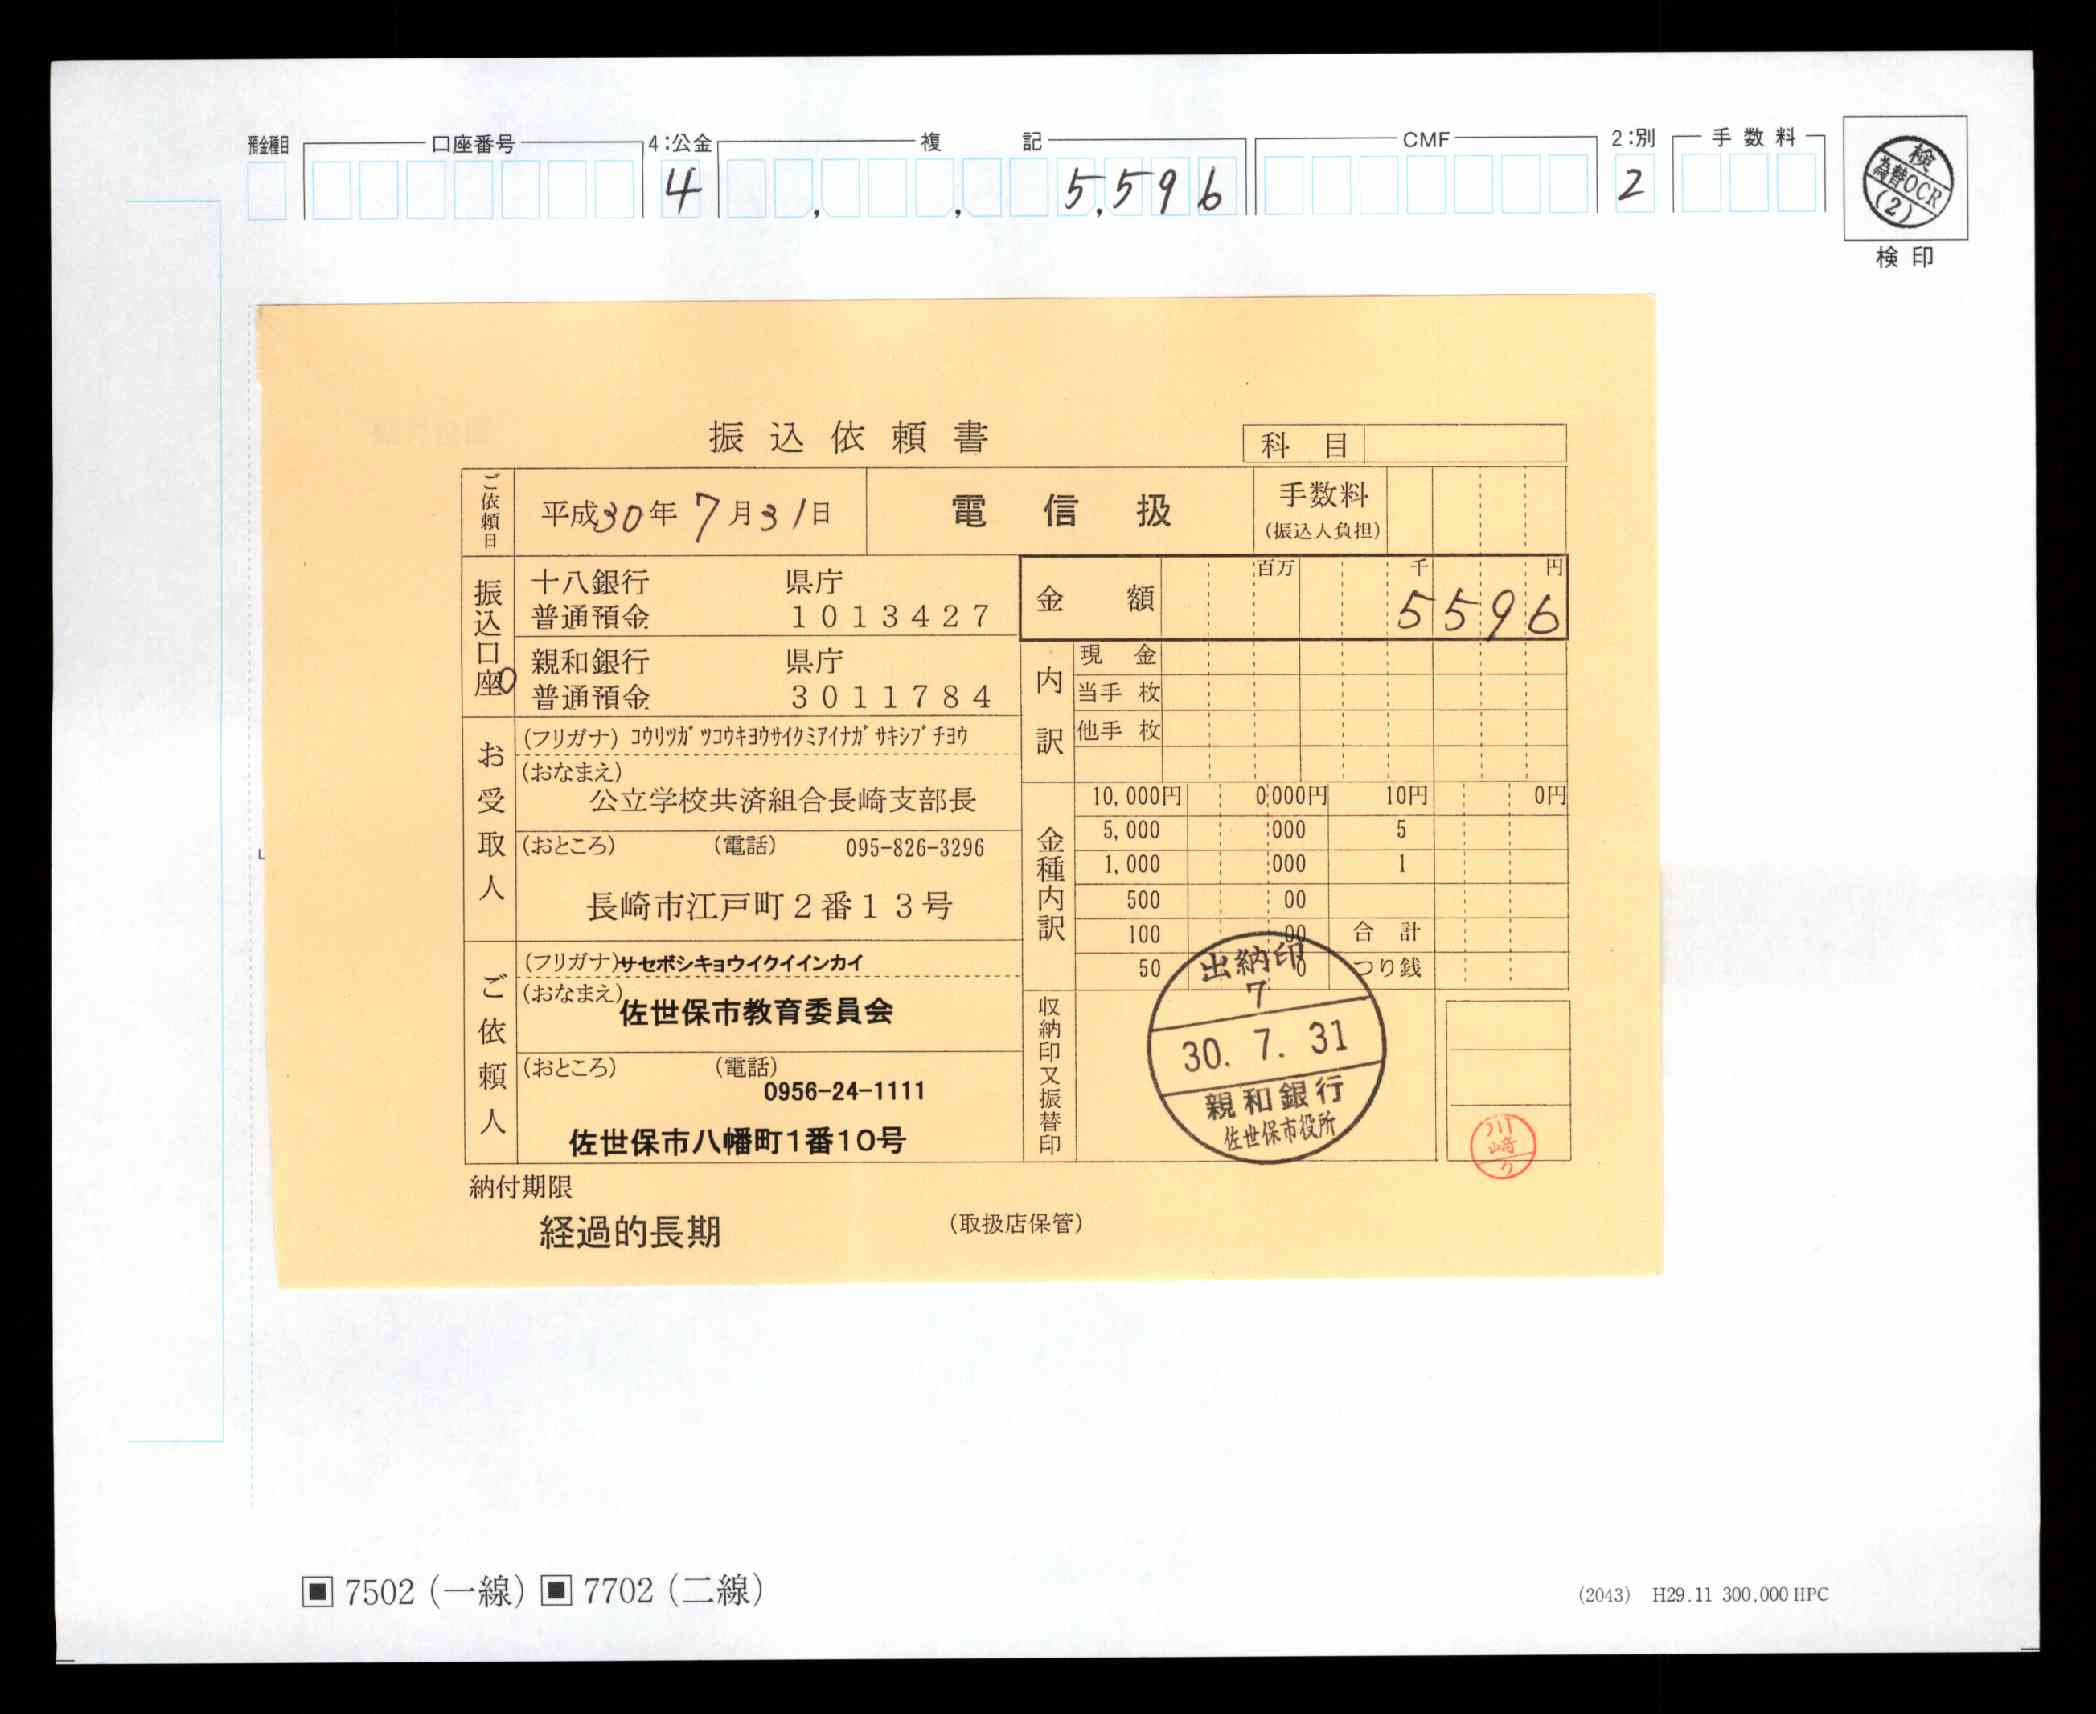 預金種目 口座番号 4:公金 複 記 CMF 2:別 手数料
4 5,596 2
検
為替OCR
(2)
検印
振込依頼書
科目
ご依頼日 平成30年7月31日 電信扱 手数料
(振込人負担)
振込口座
十八銀行 県庁
普通預金 1013427
親和銀行 県庁
普通預金 3011784
金額 百万 千 円
5596
内訳
現金
当手 枚
他手 枚
お受取人
(フリガナ) コウリツガツコウキヨウサイクミアイナガサキシブチヨウ
(おなまえ)
公立学校共済組合長崎支部長
(おところ) (電話) 095-826-3296
長崎市江戸町2番13号
金種内訳
10,000円 0,000円 10円 0円
5,000 000 5
1,000 000 1
500 00
100 00 合計
50 0 つり銭
ご依頼人
(フリガナ)サセボシキョウイクイインカイ
(おなまえ)
佐世保市教育委員会
(おところ) (電話)
0956-24-1111
佐世保市八幡町1番10号
収納印又振替印
出納印
7
30. 7. 31
親和銀行
佐世保市役所
川
崎
納付期限
経過的長期
(取扱店保管)
7502 (一線) 7702 (二線)
(2043) H29.11 300,000 HPC